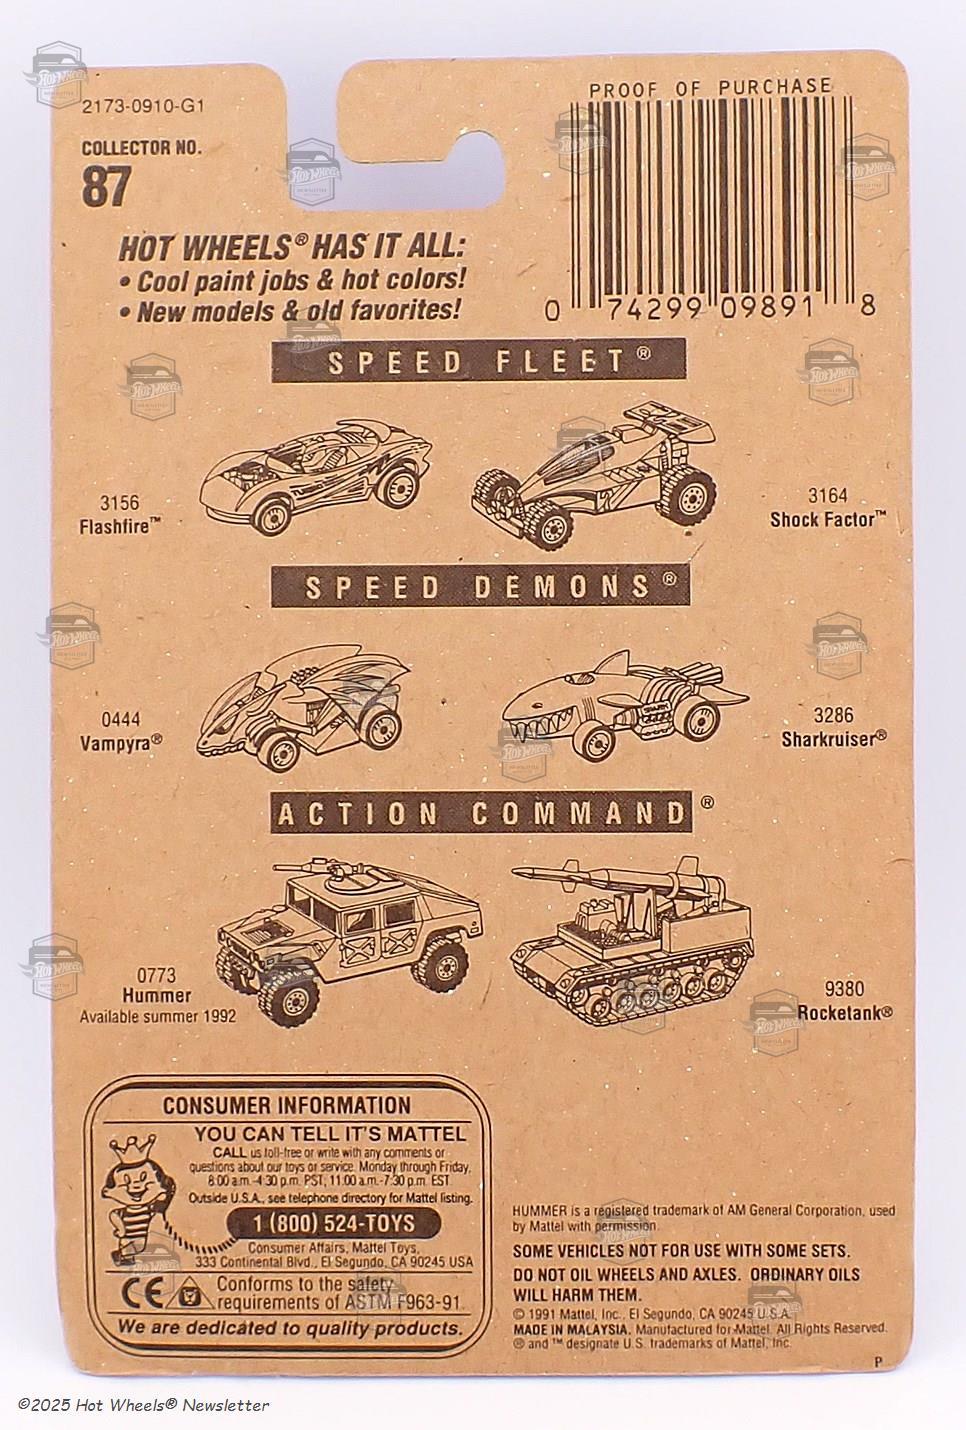 2173-0910-G1
COLLECTOR NO.
87
PROOF OF PURCHASE
0 74299 09891 8
HOT WHEELS® HAS IT ALL:
• Cool paint jobs & hot colors!
• New models & old favorites!
SPEED FLEET®
3156
Flashfire™
3164
Shock Factor™
SPEED DEMONS®
0444
Vampyra®
3286
Sharkruiser®
ACTION COMMAND®
0773
Hummer
Available summer 1992
9380
Rocketank®
CONSUMER INFORMATION
YOU CAN TELL IT'S MATTEL
CALL us toll-free or write with any comments or
questions about our toys or service. Monday through Friday,
8:00 a.m.-4:30 p.m. PST, 11:00 a.m.-7:30 p.m. EST
Outside U.S.A., see telephone directory for Mattel listing.
1 (800) 524-TOYS
Consumer Affairs, Mattel Toys,
333 Continental Blvd., El Segundo, CA 90245 USA
CE
Conforms to the safety
requirements of ASTM F963-91.
We are dedicated to quality products.
HUMMER is a registered trademark of AM General Corporation, used
by Mattel with permission.
SOME VEHICLES NOT FOR USE WITH SOME SETS.
DO NOT OIL WHEELS AND AXLES. ORDINARY OILS
WILL HARM THEM.
© 1991 Mattel, Inc., El Segundo, CA 90245 U.S.A.
MADE IN MALAYSIA. Manufactured for Mattel. All Rights Reserved.
® and ™ designate U.S. trademarks of Mattel, Inc.
P
©2025 Hot Wheels® Newsletter